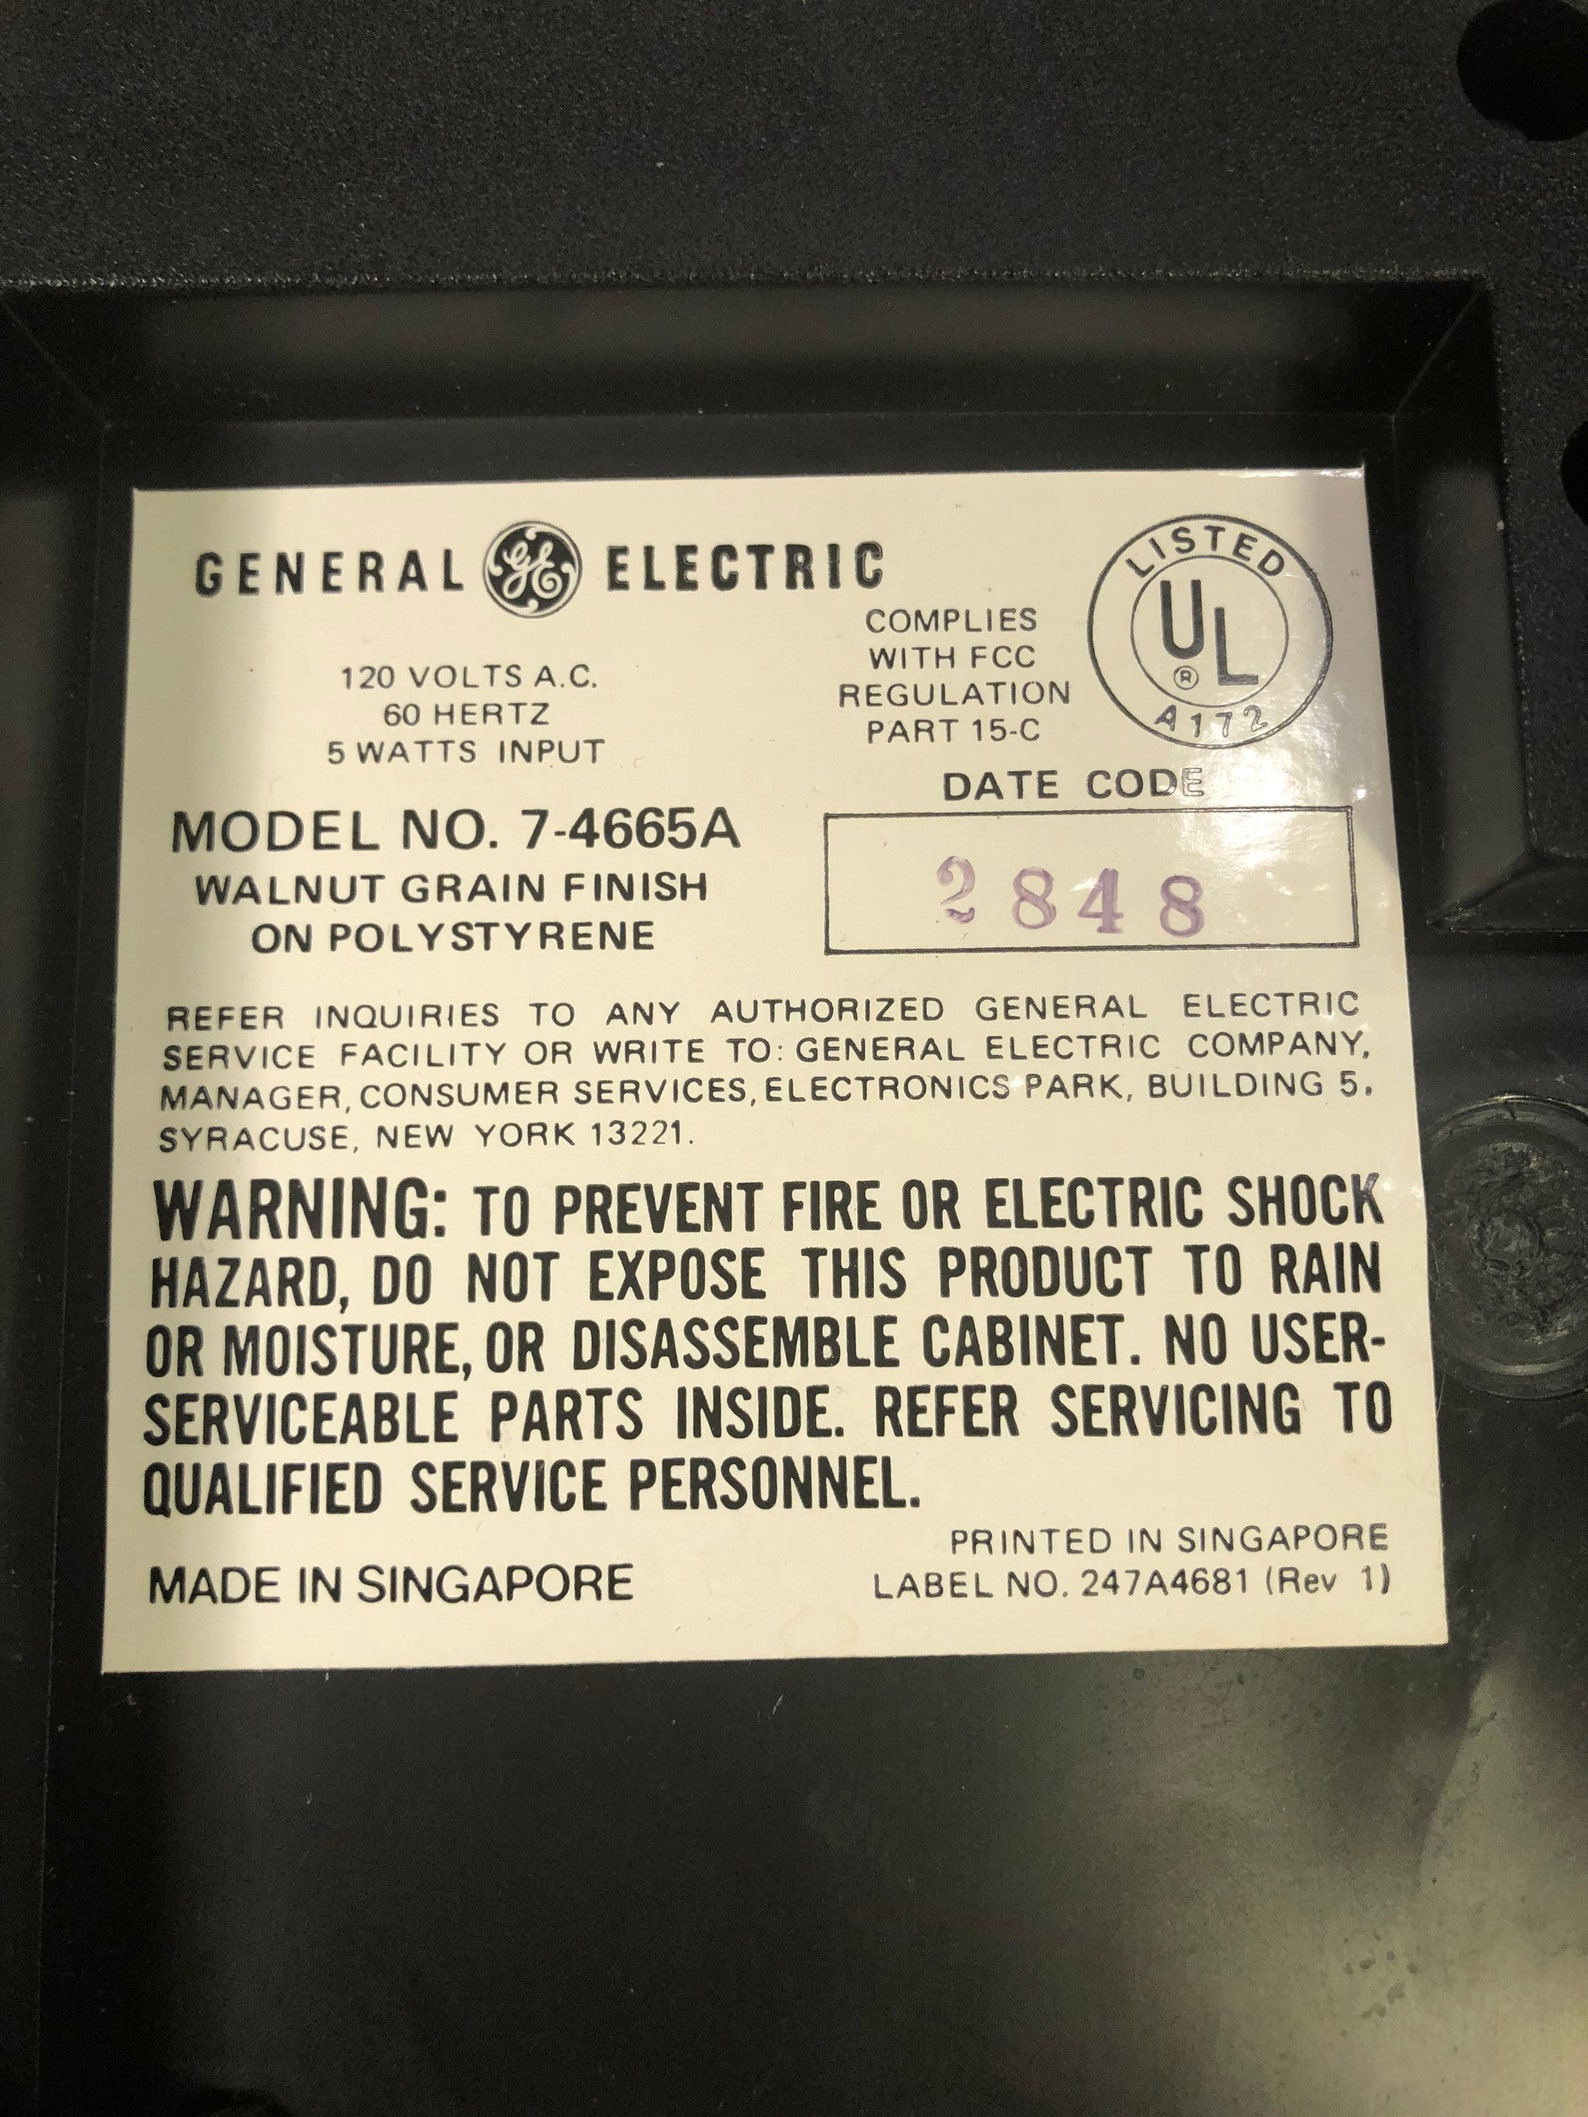 GENERAL GE ELECTRIC
120 VOLTS A.C.
60 HERTZ
5 WATTS INPUT
COMPLIES
WITH FCC
REGULATION
PART 15-C
LISTED
UL
®
A172
MODEL NO. 7-4665A
WALNUT GRAIN FINISH
ON POLYSTYRENE
DATE CODE
2848
REFER INQUIRIES TO ANY AUTHORIZED GENERAL ELECTRIC
SERVICE FACILITY OR WRITE TO: GENERAL ELECTRIC COMPANY,
MANAGER, CONSUMER SERVICES, ELECTRONICS PARK, BUILDING 5.
SYRACUSE, NEW YORK 13221.
WARNING: TO PREVENT FIRE OR ELECTRIC SHOCK
HAZARD, DO NOT EXPOSE THIS PRODUCT TO RAIN
OR MOISTURE, OR DISASSEMBLE CABINET. NO USER-
SERVICEABLE PARTS INSIDE. REFER SERVICING TO
QUALIFIED SERVICE PERSONNEL.
MADE IN SINGAPORE
PRINTED IN SINGAPORE
LABEL NO. 247A4681 (Rev 1)